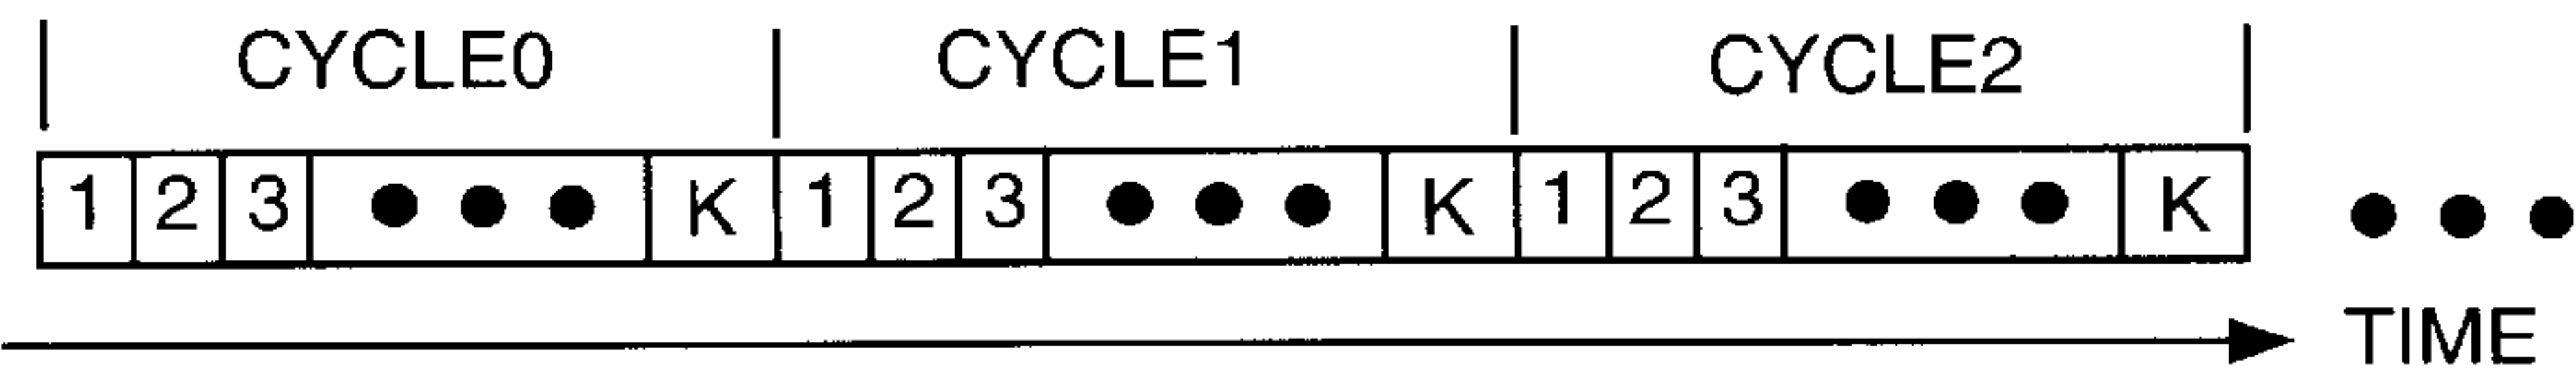 CYCLE0 CYCLE1 CYCLE2
1 2 3 ● ● ● K 1 2 3 ● ● ● K 1 2 3 ● ● ● K ● ● ●
TIME